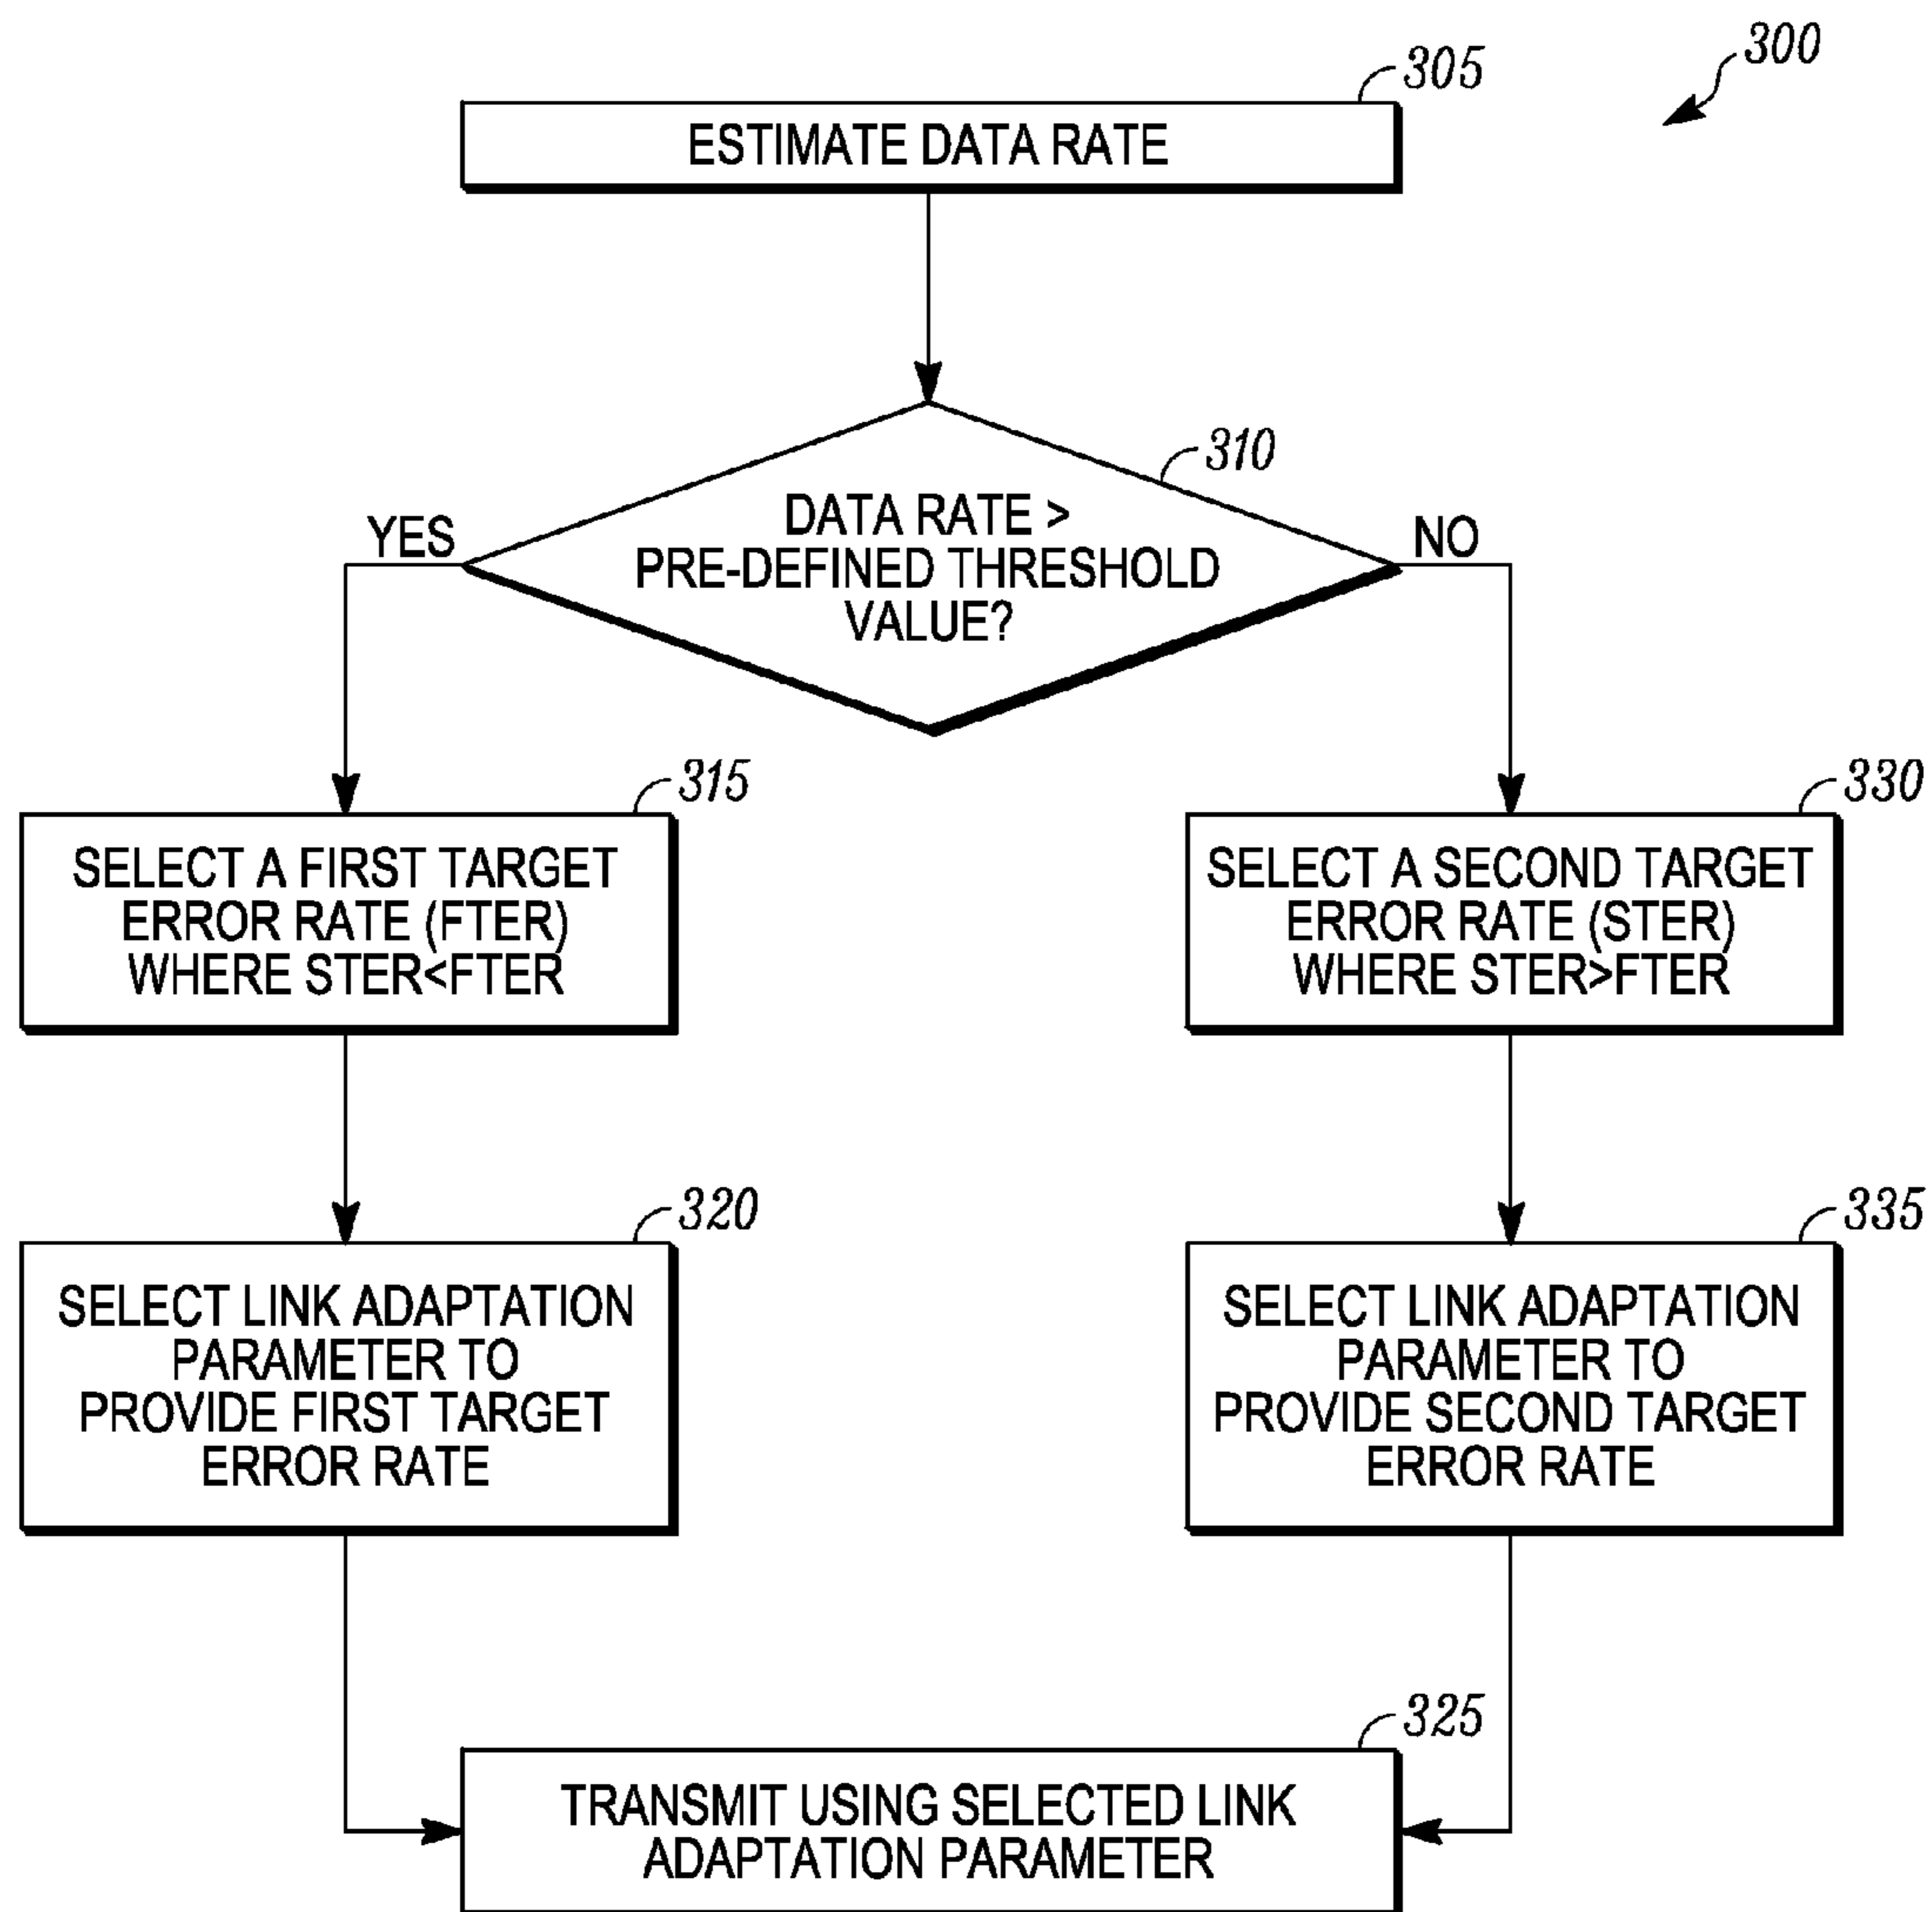 300
305
ESTIMATE DATA RATE
310
DATA RATE >
PRE-DEFINED THRESHOLD
VALUE?
YES
NO
315
SELECT A FIRST TARGET
ERROR RATE (FTER)
WHERE STER<FTER
330
SELECT A SECOND TARGET
ERROR RATE (STER)
WHERE STER>FTER
320
SELECT LINK ADAPTATION
PARAMETER TO
PROVIDE FIRST TARGET
ERROR RATE
335
SELECT LINK ADAPTATION
PARAMETER TO
PROVIDE SECOND TARGET
ERROR RATE
325
TRANSMIT USING SELECTED LINK
ADAPTATION PARAMETER